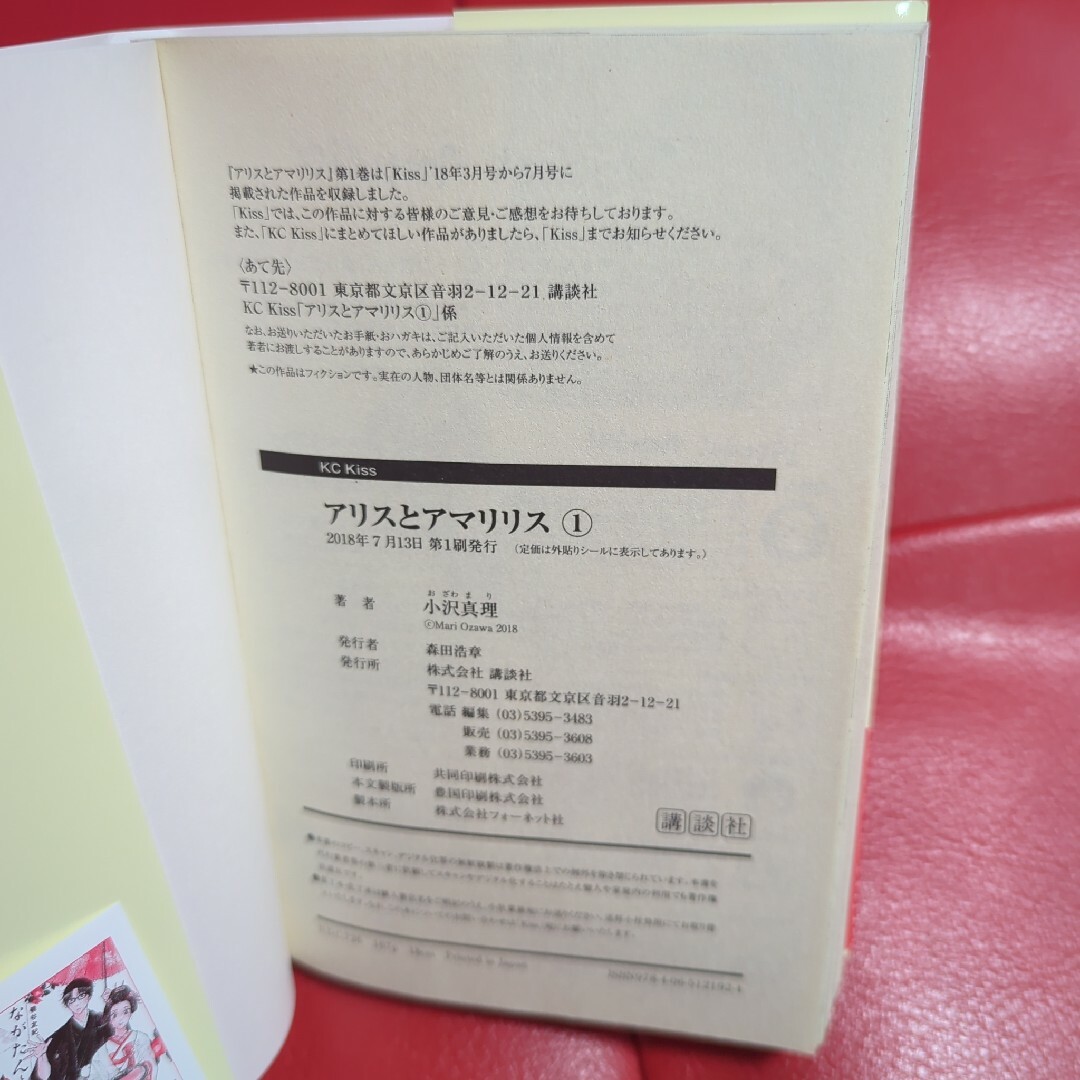 『アリスとアマリリス』第1巻は「Kiss」'18年3月号から7月号に
掲載された作品を収録しました。
「Kiss」では、この作品に対する皆様のご意見・ご感想をお待ちしております。
また、「KC Kiss」にまとめてほしい作品がありましたら、「Kiss」までお知らせください。
〈あて先〉
〒112-8001 東京都文京区音羽2-12-21 講談社
KC Kiss「アリスとアマリリス①」係
なお、お送りいただいたお手紙・おハガキは、ご記入いただいた個人情報を含めて
著者にお渡しすることがありますので、あらかじめご了解のうえ、お送りください。
★この作品はフィクションです。実在の人物、団体名等とは関係ありません。
KC Kiss
アリスとアマリリス ①
2018年7月13日 第1刷発行 (定価は外貼りシールに表示してあります。)
おざわまり
著者 小沢真理
©Mari Ozawa 2018
発行者 森田浩章
発行所 株式会社 講談社
〒112-8001 東京都文京区音羽2-12-21
電話 編集 (03)5395-3483
販売 (03)5395-3608
業務 (03)5395-3603
印刷所 共同印刷株式会社
本文製版所 豊国印刷株式会社
製本所 株式会社フォーネット社
講談社
Printed in Japan
ISBN978-4-06-512192-4
ながたん